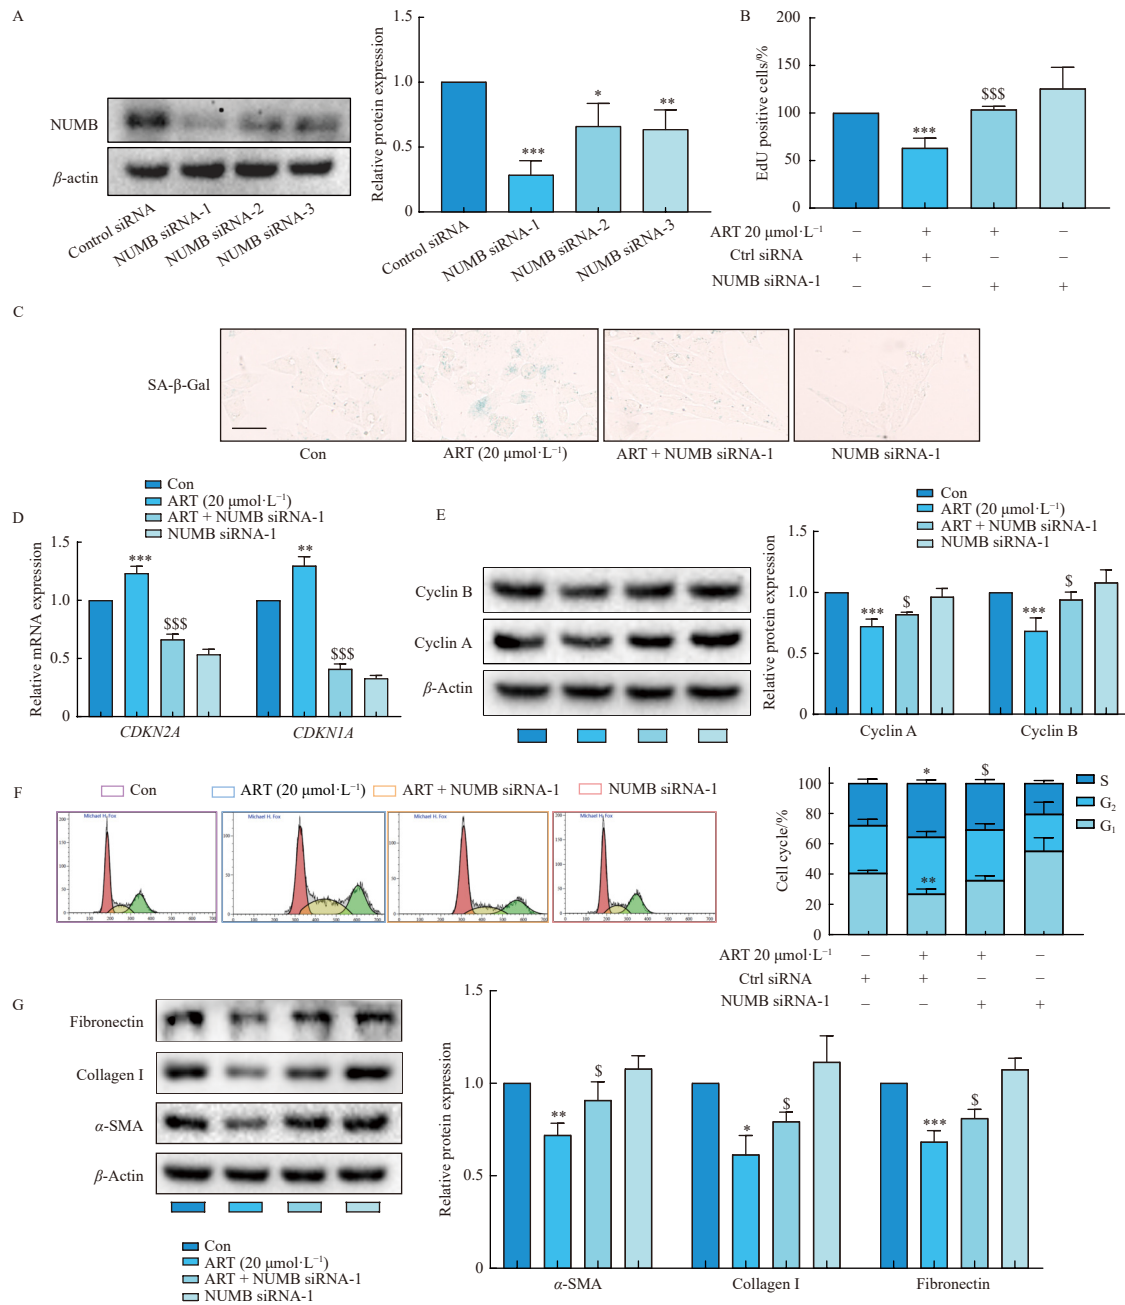 A
NUMB
β-actin
Control siRNA
NUMB siRNA-1
NUMB siRNA-2
NUMB siRNA-3
Relative protein expression
1.5
1.0
0.5
0
***
*
**
Control siRNA
NUMB siRNA-1
NUMB siRNA-2
NUMB siRNA-3
B
EdU positive cells/%
200
150
100
50
0
***
$$$
ART 20 μmol·L⁻¹ − + + −
Ctrl siRNA + + − −
NUMB siRNA-1 − − + +
C
SA-β-Gal
Con
ART (20 μmol·L⁻¹)
ART + NUMB siRNA-1
NUMB siRNA-1
D
Con
ART (20 μmol·L⁻¹)
ART + NUMB siRNA-1
NUMB siRNA-1
Relative mRNA expression
1.5
1.0
0.5
0
***
$$$
**
$$$
CDKN2A
CDKN1A
E
Cyclin B
Cyclin A
β-Actin
Con
ART (20 μmol·L⁻¹)
ART + NUMB siRNA-1
NUMB siRNA-1
Relative protein expression
1.5
1.0
0.5
0
***
$
***
$
Cyclin A
Cyclin B
F
Con
ART (20 μmol·L⁻¹)
ART + NUMB siRNA-1
NUMB siRNA-1
Michael H. Fox
Michael H. Fox
Michael H. Fox
Michael H. Fox
Cell cycle/%
100
80
60
40
20
0
*
$
**
S
G₂
G₁
ART 20 μmol·L⁻¹ − + + −
Ctrl siRNA + + − −
NUMB siRNA-1 − − + +
G
Fibronectin
Collagen I
α-SMA
β-Actin
Con
ART (20 μmol·L⁻¹)
ART + NUMB siRNA-1
NUMB siRNA-1
Relative protein expression
1.5
1.0
0.5
0
**
$
*
$
***
$
α-SMA
Collagen I
Fibronectin